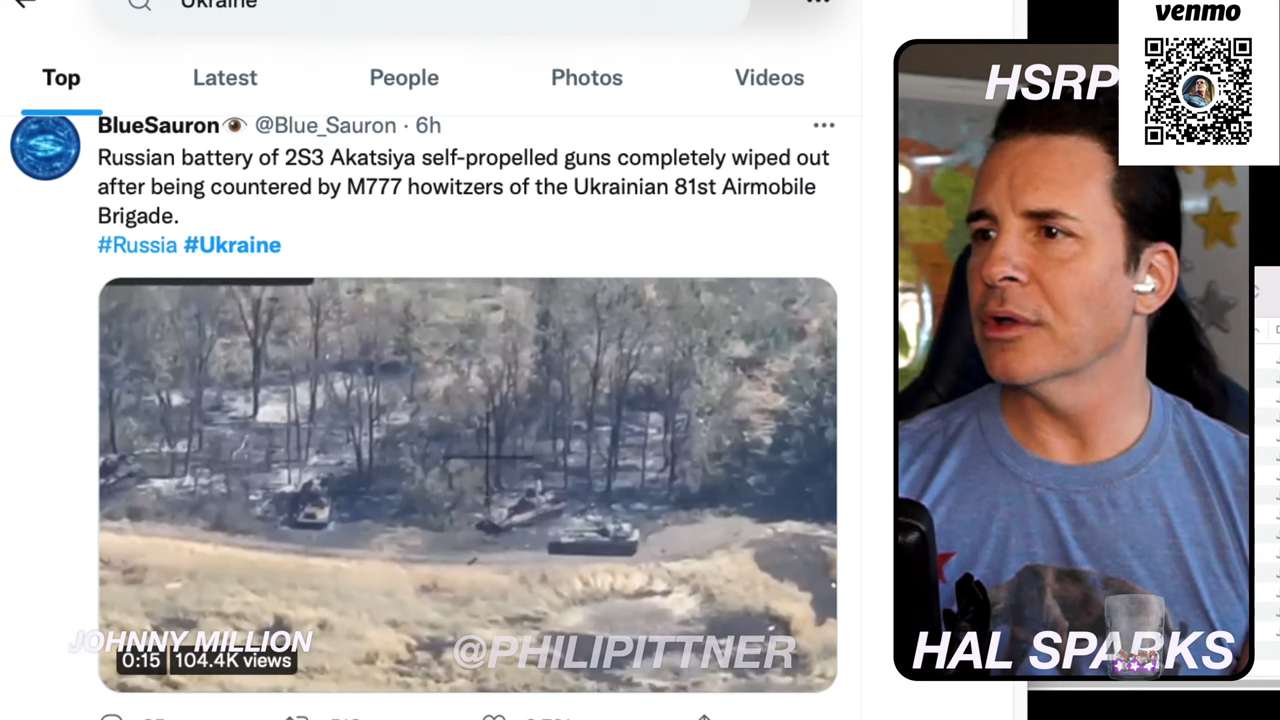 Ukraine
Top
Latest
People
Photos
Videos
BlueSauron @Blue_Sauron · 6h
Russian battery of 2S3 Akatsiya self-propelled guns completely wiped out
after being countered by M777 howitzers of the Ukrainian 81st Airmobile
Brigade.
#Russia #Ukraine
JOHNNY MILLION
@PHILIPITTNER
0:15 104.4K views
venmo
HSRP
HAL SPARKS